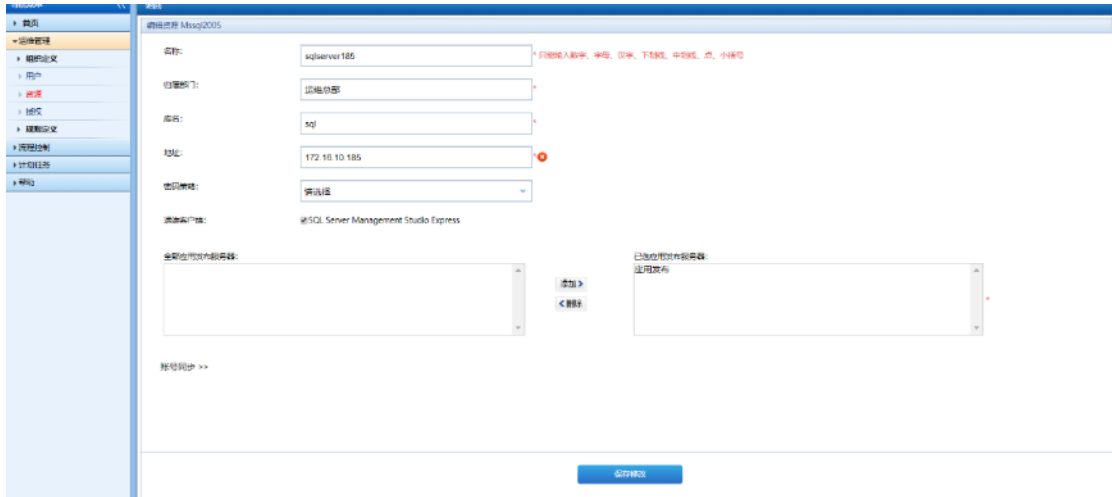 首页
编辑资源 Mssql2005
运维管理
组织定义
用户
资源
授权
规则定义
流程控制
计划任务
帮助
名称:
sqlserver185
* 只能输入数字、字母、汉字、下划线、中划线、点、小括号
归属部门:
运维总部
*
库名:
sql
*
地址:
172.16.10.185
*
密码策略:
请选择
SQL Server Management Studio Express
全部应用发布服务器:
已选应用发布服务器:
应用发布
添加
删除
*
账号同步 >>
保存修改